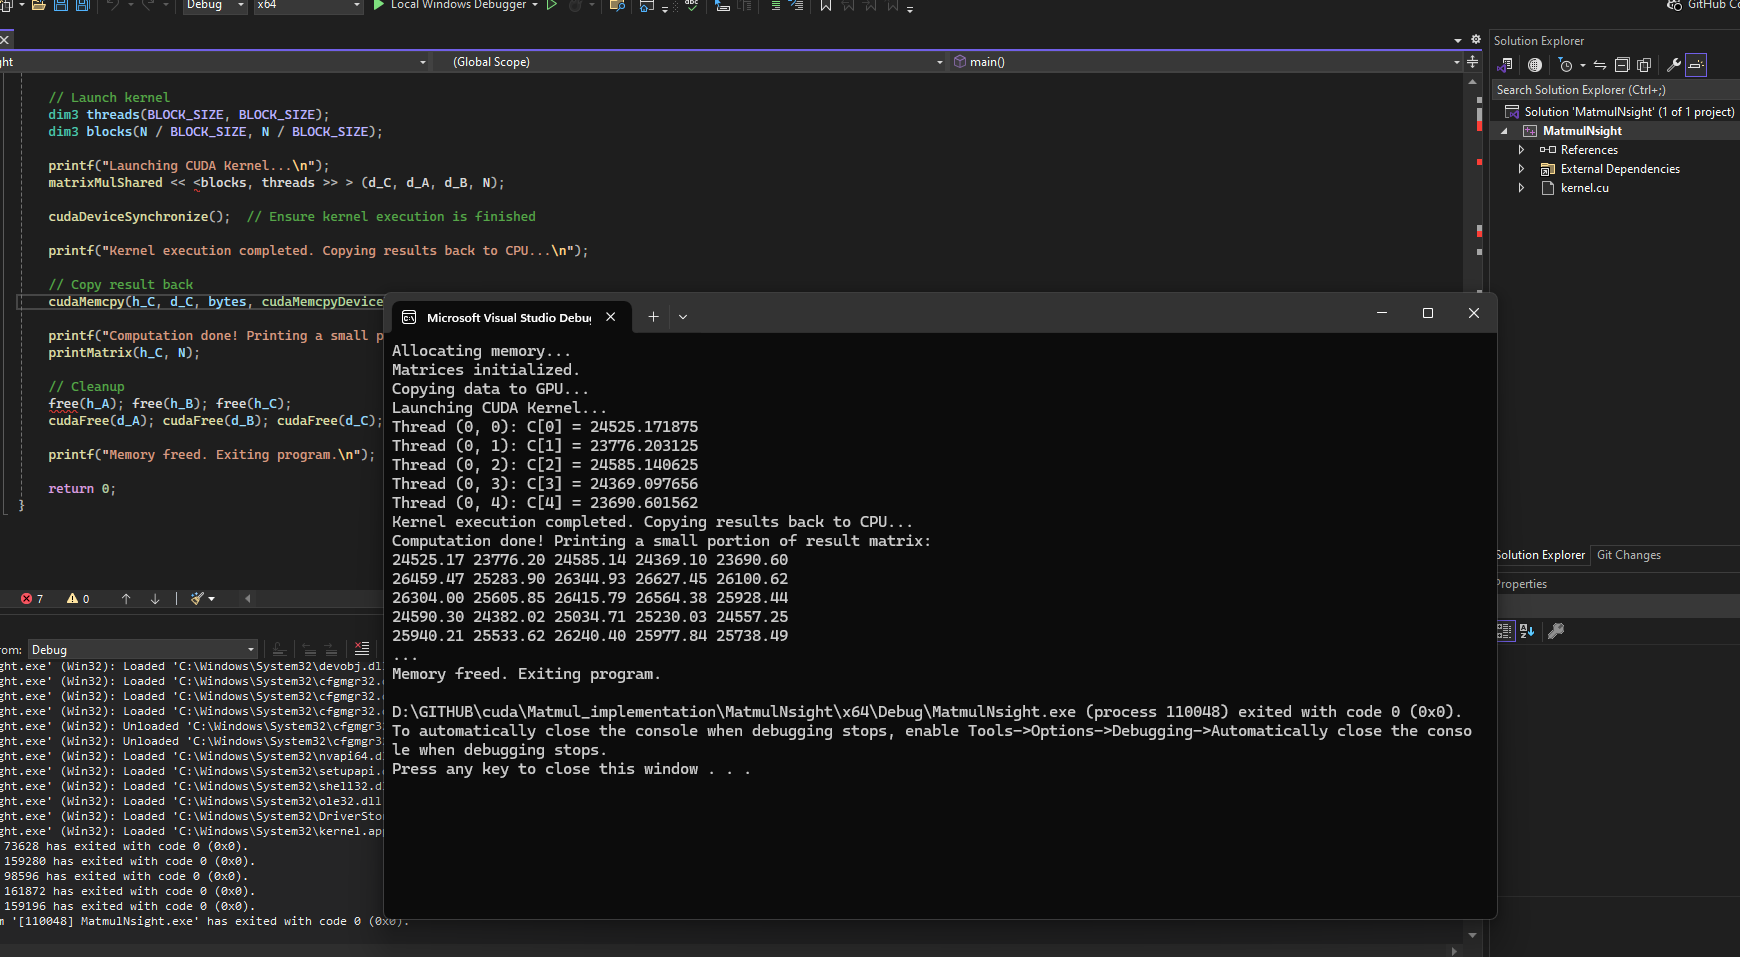 Debug x64 Local Windows Debugger GitHub Co
Solution Explorer
ght (Global Scope) main()
Search Solution Explorer (Ctrl+;)
Solution 'MatmulNsight' (1 of 1 project)
MatmulNsight
References
External Dependencies
kernel.cu
// Launch kernel
dim3 threads(BLOCK_SIZE, BLOCK_SIZE);
dim3 blocks(N / BLOCK_SIZE, N / BLOCK_SIZE);
printf("Launching CUDA Kernel...\n");
matrixMulShared << <blocks, threads >> > (d_C, d_A, d_B, N);
cudaDeviceSynchronize();  // Ensure kernel execution is finished
printf("Kernel execution completed. Copying results back to CPU...\n");
// Copy result back
cudaMemcpy(h_C, d_C, bytes, cudaMemcpyDevice
printf("Computation done! Printing a small p
printMatrix(h_C, N);
// Cleanup
free(h_A); free(h_B); free(h_C);
cudaFree(d_A); cudaFree(d_B); cudaFree(d_C);
printf("Memory freed. Exiting program.\n");
return 0;
}
Microsoft Visual Studio Debug
Allocating memory...
Matrices initialized.
Copying data to GPU...
Launching CUDA Kernel...
Thread (0, 0): C[0] = 24525.171875
Thread (0, 1): C[1] = 23776.203125
Thread (0, 2): C[2] = 24585.140625
Thread (0, 3): C[3] = 24369.097656
Thread (0, 4): C[4] = 23690.601562
Kernel execution completed. Copying results back to CPU...
Computation done! Printing a small portion of result matrix:
24525.17 23776.20 24585.14 24369.10 23690.60
26459.47 25283.90 26344.93 26627.45 26100.62
26304.00 25605.85 26415.79 26564.38 25928.44
24590.30 24382.02 25034.71 25230.03 24557.25
25940.21 25533.62 26240.40 25977.84 25738.49
...
Memory freed. Exiting program.
D:\GITHUB\cuda\Matmul_implementation\MatmulNsight\x64\Debug\MatmulNsight.exe (process 110048) exited with code 0 (0x0).
To automatically close the console when debugging stops, enable Tools->Options->Debugging->Automatically close the conso
le when debugging stops.
Press any key to close this window . . .
Solution Explorer Git Changes
Properties
7 0
rom: Debug
ght.exe' (Win32): Loaded 'C:\Windows\System32\devobj.dl
ght.exe' (Win32): Loaded 'C:\Windows\System32\cfgmgr32.
ght.exe' (Win32): Loaded 'C:\Windows\System32\cfgmgr32.
ght.exe' (Win32): Loaded 'C:\Windows\System32\cfgmgr32.
ght.exe' (Win32): Unloaded 'C:\Windows\System32\cfgmgr3
ght.exe' (Win32): Unloaded 'C:\Windows\System32\cfgmgr3
ght.exe' (Win32): Loaded 'C:\Windows\System32\nvapi64.d
ght.exe' (Win32): Loaded 'C:\Windows\System32\setupapi.
ght.exe' (Win32): Loaded 'C:\Windows\System32\shell32.d
ght.exe' (Win32): Loaded 'C:\Windows\System32\ole32.dll
ght.exe' (Win32): Loaded 'C:\Windows\System32\DriverSto
ght.exe' (Win32): Loaded 'C:\Windows\System32\kernel.ap
73628 has exited with code 0 (0x0).
159280 has exited with code 0 (0x0).
98596 has exited with code 0 (0x0).
161872 has exited with code 0 (0x0).
159196 has exited with code 0 (0x0).
m '[110048] MatmulNsight.exe' has exited with code 0 (0x0).